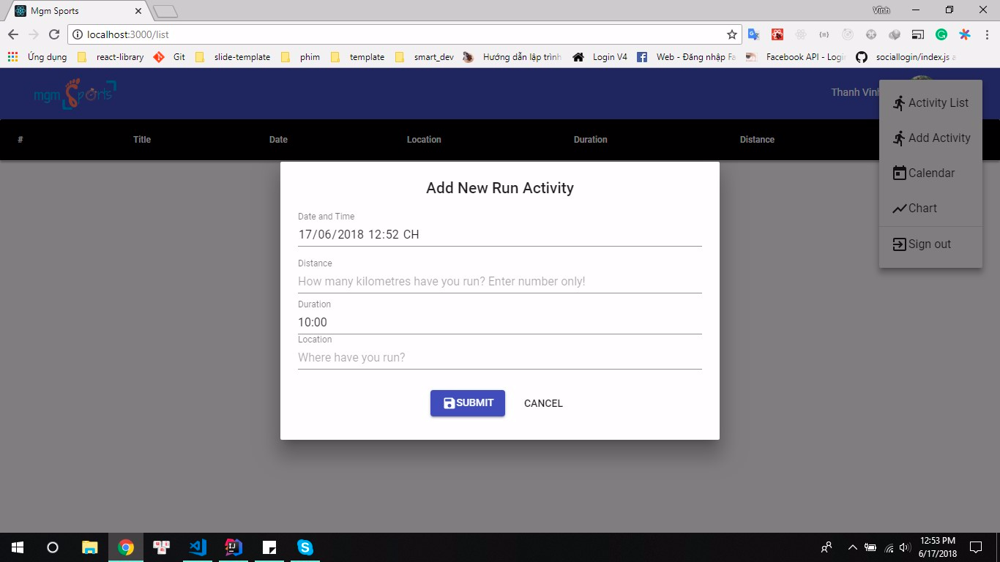 Mgm Sports
Vĩnh
localhost:3000/list
Ứng dụng react-library Git slide-template phim template smart_dev Hướng dẫn lập trình Login V4 Web - Đăng nhập Fa Facebook API - Login sociallogin/index.js a
mgm Sports
Thanh Vinh
# Title Date Location Duration Distance
Activity List
Add Activity
Calendar
Chart
Sign out
Add New Run Activity
Date and Time
17/06/2018 12:52 CH
Distance
How many kilometres have you run? Enter number only!
Duration
10:00
Location
Where have you run?
SUBMIT CANCEL
12:53 PM
6/17/2018